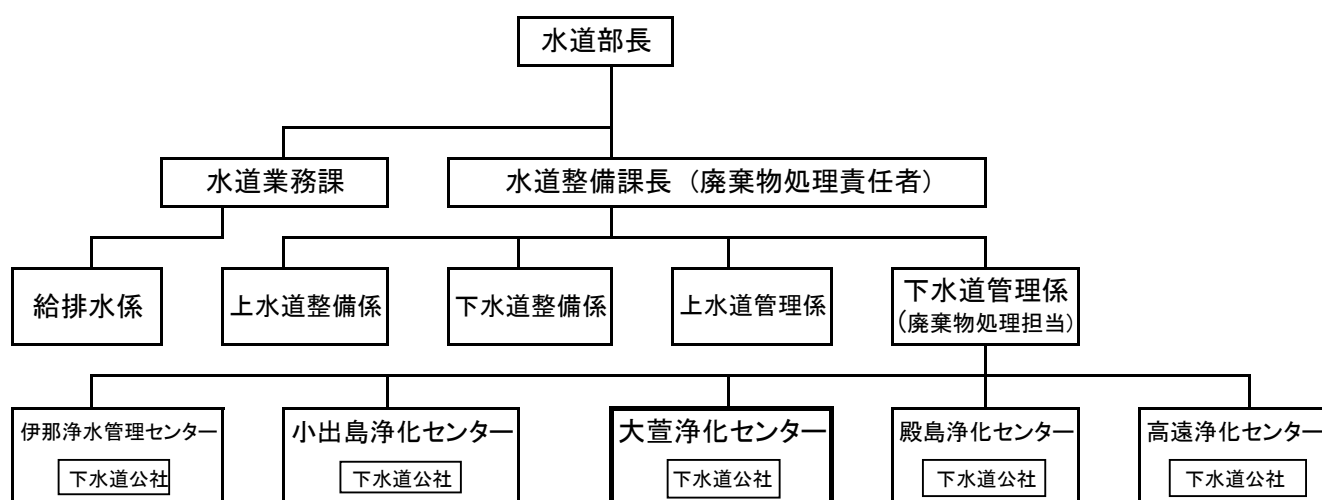 水道部長
水道業務課
水道整備課長（廃棄物処理責任者）
給排水係
上水道整備係
下水道整備係
上水道管理係
下水道管理係
（廃棄物処理担当）
伊那浄水管理センター
小出島浄化センター
大萱浄化センター
殿島浄化センター
高遠浄化センター
下水道公社
下水道公社
下水道公社
下水道公社
下水道公社